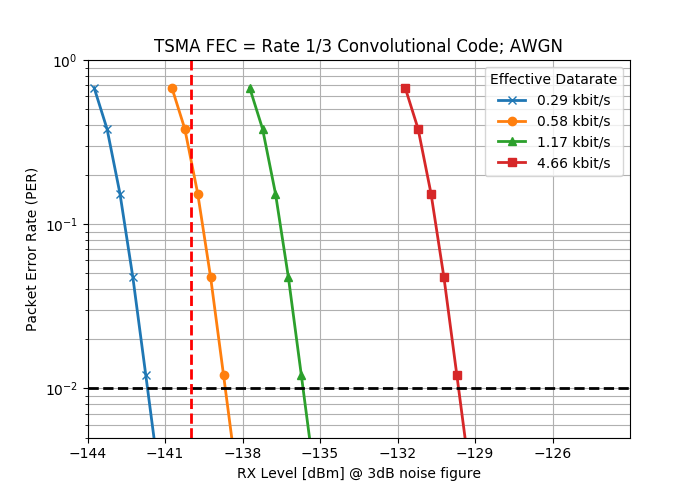 TSMA FEC = Rate 1/3 Convolutional Code; AWGN
Effective Datarate
0.29 kbit/s
0.58 kbit/s
1.17 kbit/s
4.66 kbit/s
Packet Error Rate (PER)
10⁰
10⁻¹
10⁻²
−144 −141 −138 −135 −132 −129 −126
RX Level [dBm] @ 3dB noise figure